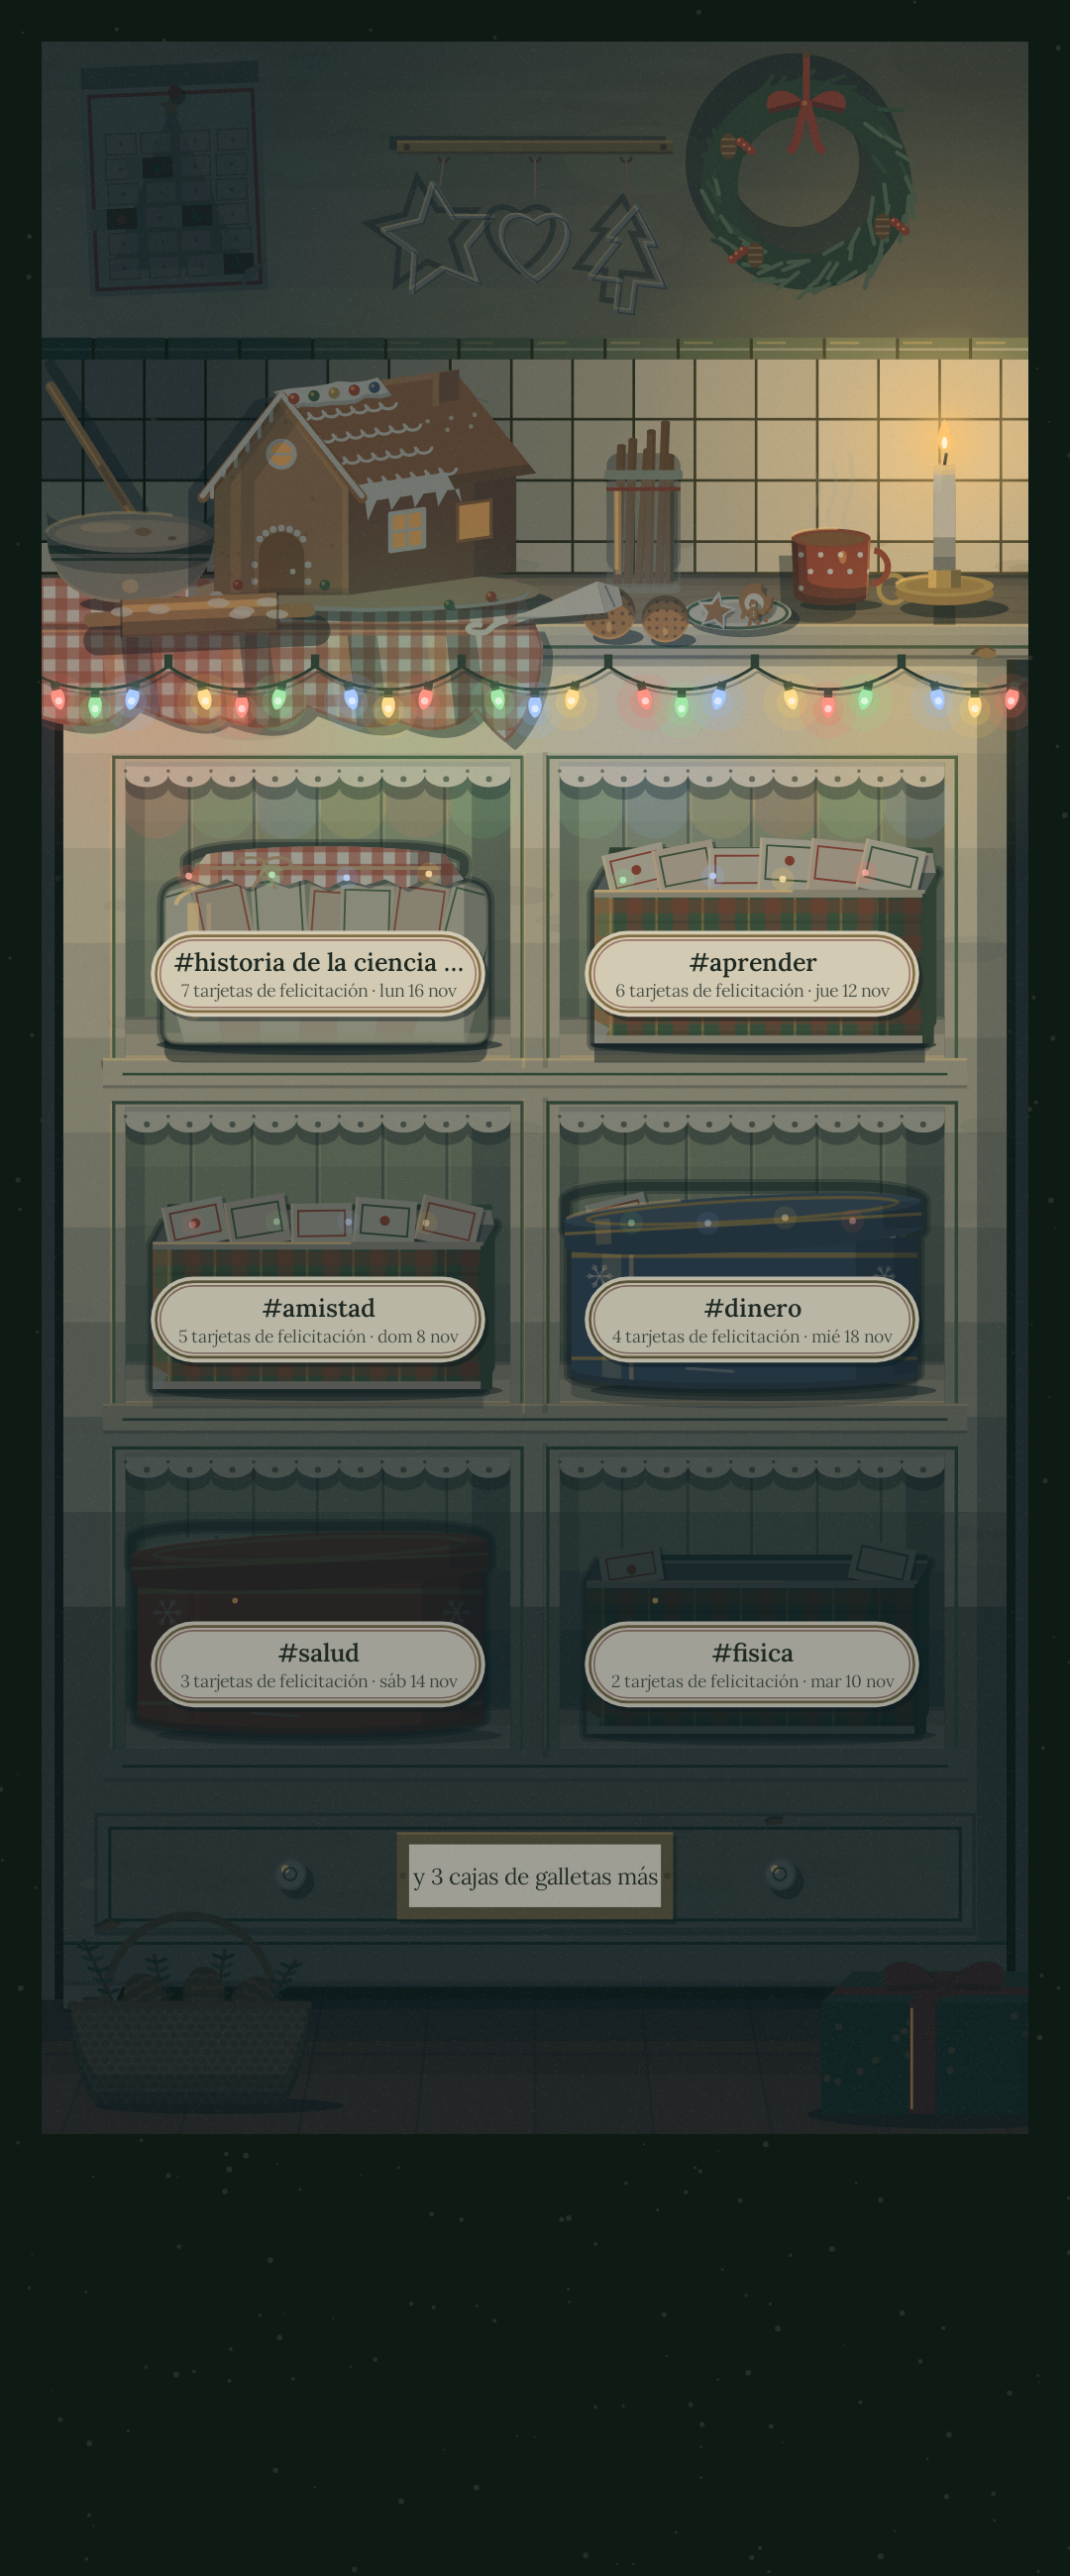 #historia de la ciencia …
7 tarjetas de felicitación · lun 16 nov
#aprender
6 tarjetas de felicitación · jue 12 nov
#amistad
5 tarjetas de felicitación · dom 8 nov
#dinero
4 tarjetas de felicitación · mié 18 nov
#salud
3 tarjetas de felicitación · sáb 14 nov
#fisica
2 tarjetas de felicitación · mar 10 nov
y 3 cajas de galletas más